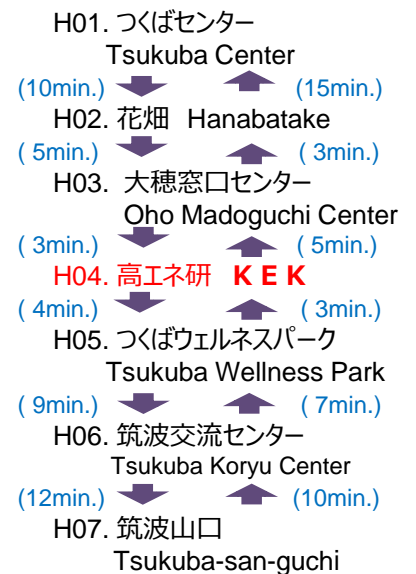 H01. つくばセンター
Tsukuba Center
(10min.) (15min.)
H02. 花畑 Hanabatake
( 5min.) ( 3min.)
H03. 大穂窓口センター
Oho Madoguchi Center
( 3min.) ( 5min.)
H04. 高エネ研 K E K
( 4min.) ( 3min.)
H05. つくばウェルネスパーク
Tsukuba Wellness Park
( 9min.) ( 7min.)
H06. 筑波交流センター
Tsukuba Koryu Center
(12min.) (10min.)
H07. 筑波山口
Tsukuba-san-guchi